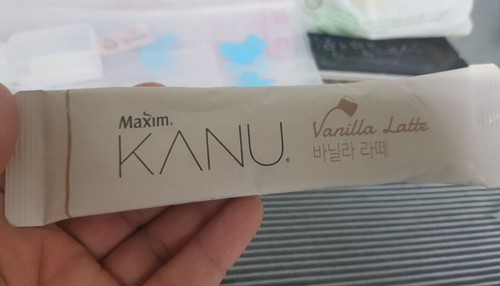 Maxim.
KANU
Vanilla Latte
바닐라 라떼